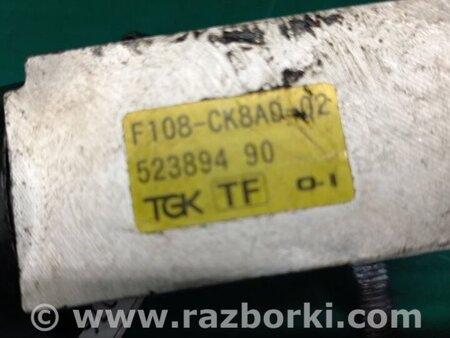 F108-CK8A0-02
523894 90
TGK TF 0-1
© www.razborki.com